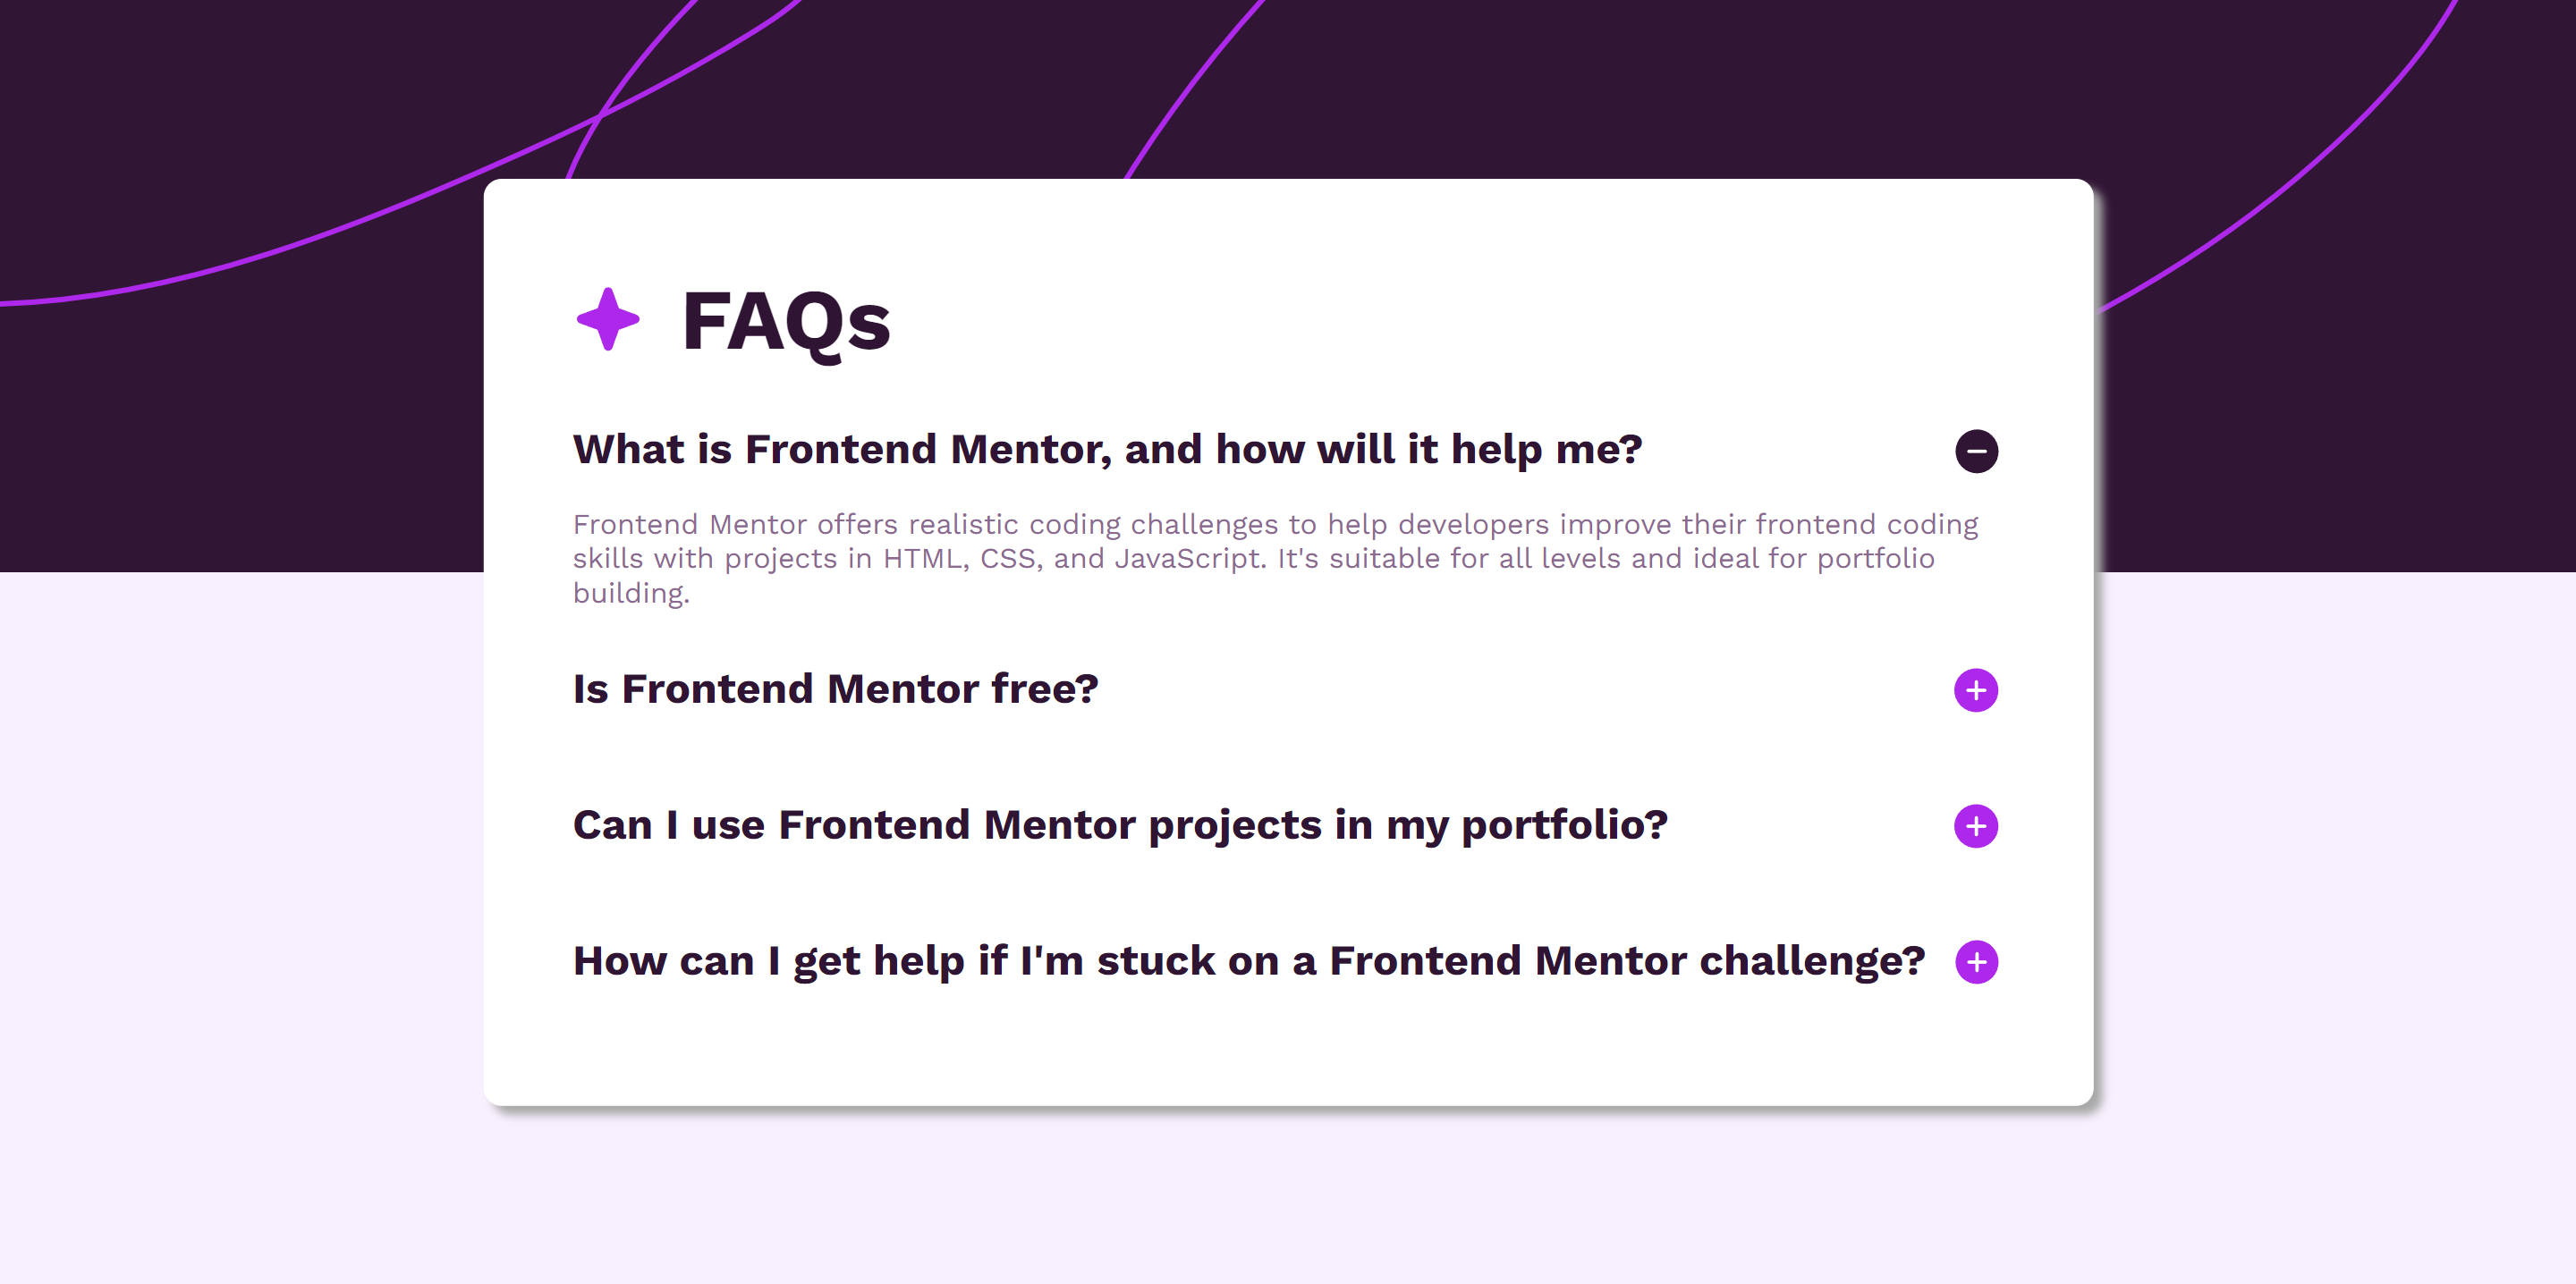 FAQs
What is Frontend Mentor, and how will it help me?
Frontend Mentor offers realistic coding challenges to help developers improve their frontend coding
skills with projects in HTML, CSS, and JavaScript. It's suitable for all levels and ideal for portfolio
building.
Is Frontend Mentor free?
Can I use Frontend Mentor projects in my portfolio?
How can I get help if I'm stuck on a Frontend Mentor challenge?